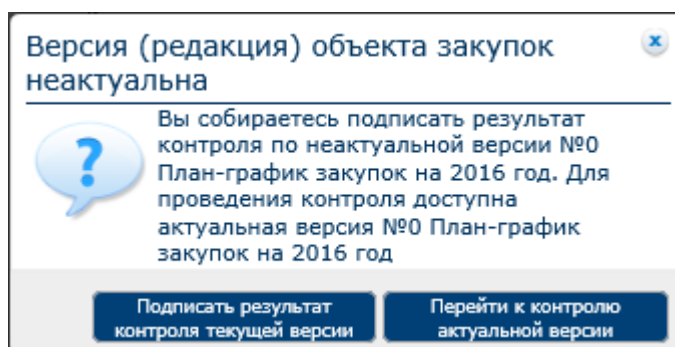 Версия (редакция) объекта закупок
неактуальна
Вы собираетесь подписать результат
контроля по неактуальной версии №0
План-график закупок на 2016 год. Для
проведения контроля доступна
актуальная версия №0 План-график
закупок на 2016 год
Подписать результат
контроля текущей версии
Перейти к контролю
актуальной версии